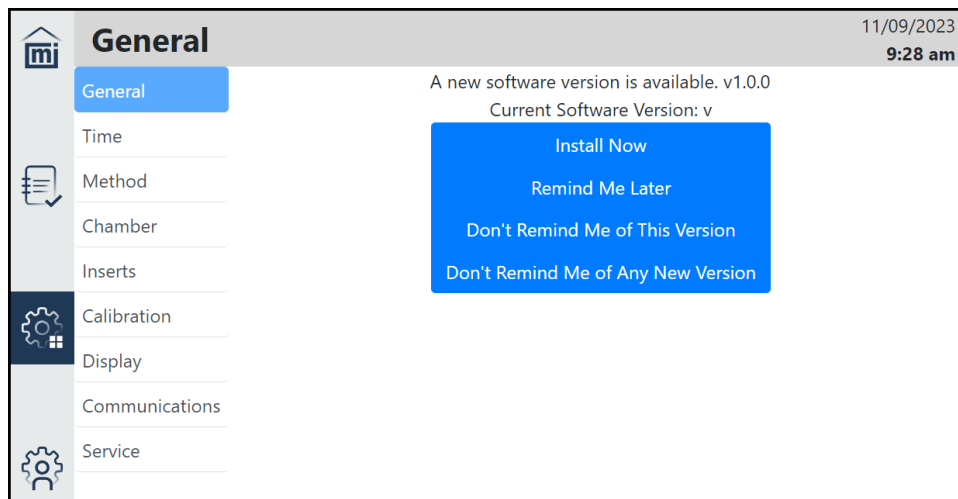 mi
General
11/09/2023
9:28 am
General
Time
Method
Chamber
Inserts
Calibration
Display
Communications
Service
A new software version is available. v1.0.0
Current Software Version: v
Install Now
Remind Me Later
Don't Remind Me of This Version
Don't Remind Me of Any New Version